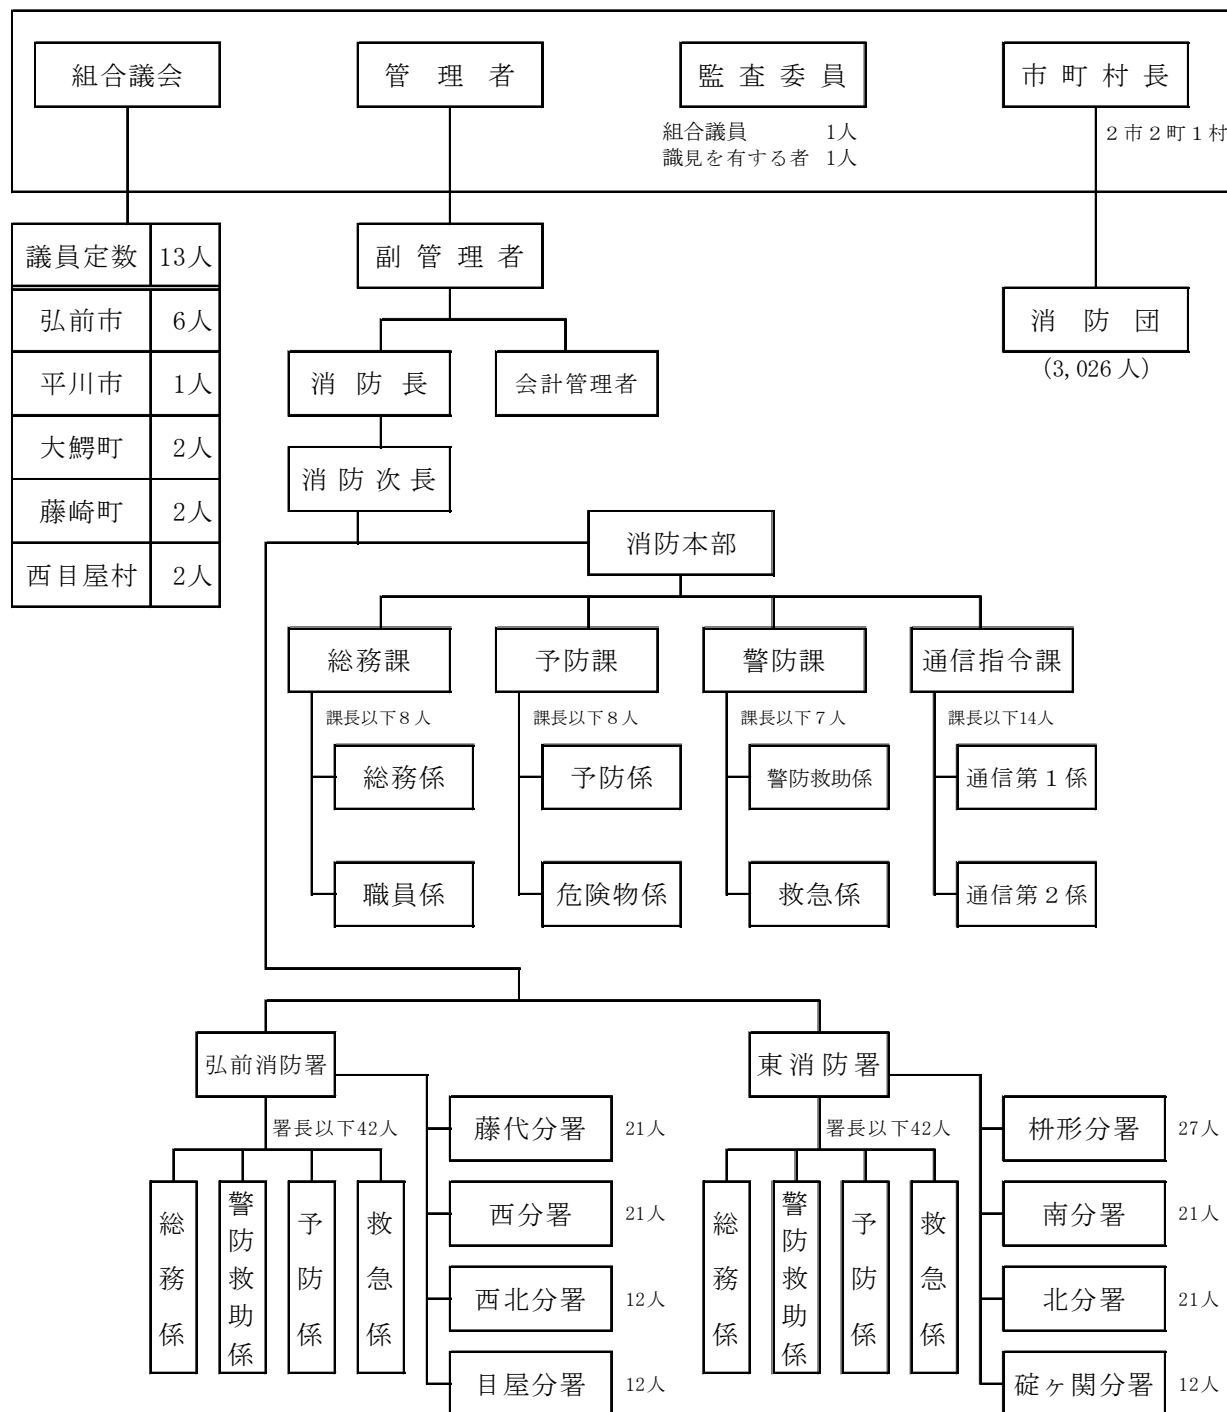 組合議会
管理者
監査委員
市町村長
組合議員 1人
識見を有する者 1人
2市2町1村
議員定数 13人
弘前市 6人
平川市 1人
大鰐町 2人
藤崎町 2人
西目屋村 2人
副管理者
消防団
(3,026人)
消防長
会計管理者
消防次長
消防本部
総務課
予防課
警防課
通信指令課
課長以下8人
課長以下8人
課長以下7人
課長以下14人
総務係
予防係
警防救助係
通信第1係
職員係
危険物係
救急係
通信第2係
弘前消防署
東消防署
署長以下42人
署長以下42人
総務係
警防救助係
予防係
救急係
藤代分署 21人
西分署 21人
西北分署 12人
目屋分署 12人
総務係
警防救助係
予防係
救急係
枡形分署 27人
南分署 21人
北分署 21人
碇ヶ関分署 12人